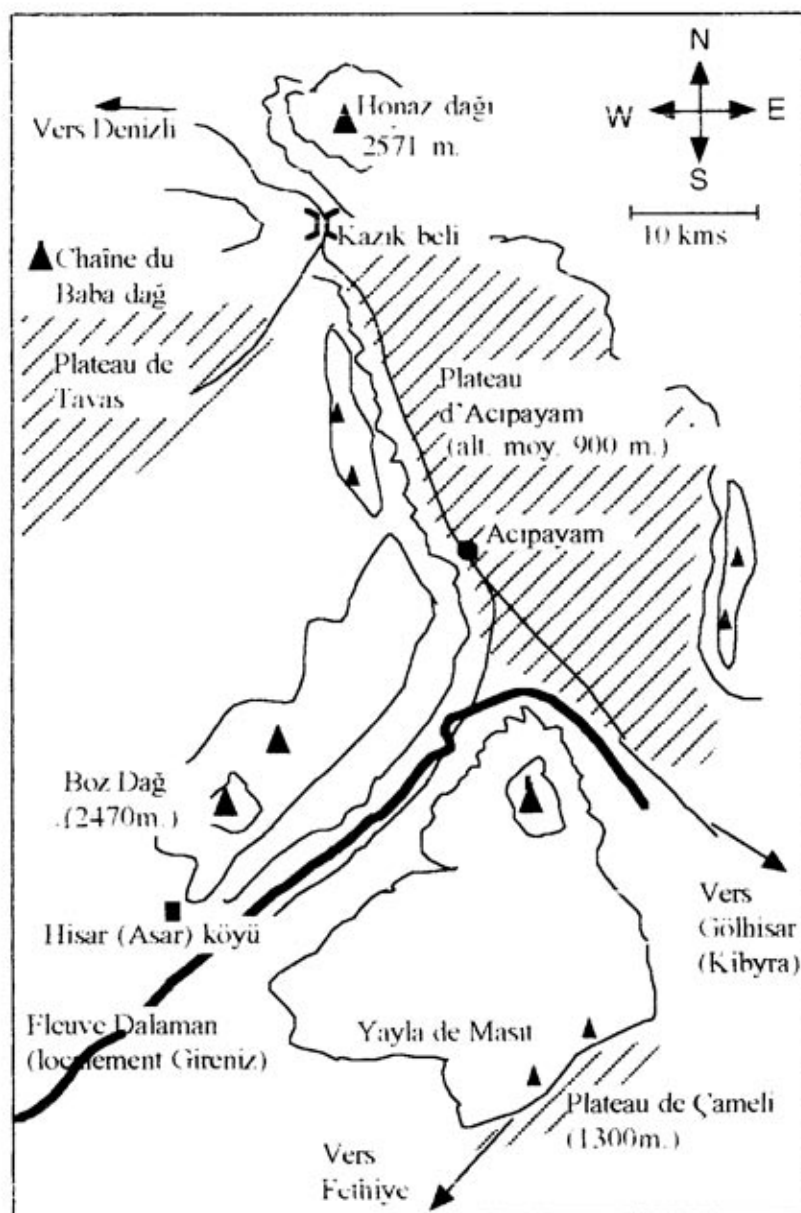 N
W
E
S
10 kms
Vers Denizli
Honaz dağı
2571 m.
Kazık beli
Chaîne du
Baba dağ
Plateau de
Tavas
Plateau
d'Acıpayam
(alt. moy. 900 m.)
Acıpayam
Boz Dağ
.(2470m.)
Hisar (Asar) köyü
Vers
Gölhisar
(Kibyra)
Fleuve Dalaman
(localement Gireniz)
Yayla de Masıt
Plateau de Çameli
(1300m.)
Vers
Fethiye